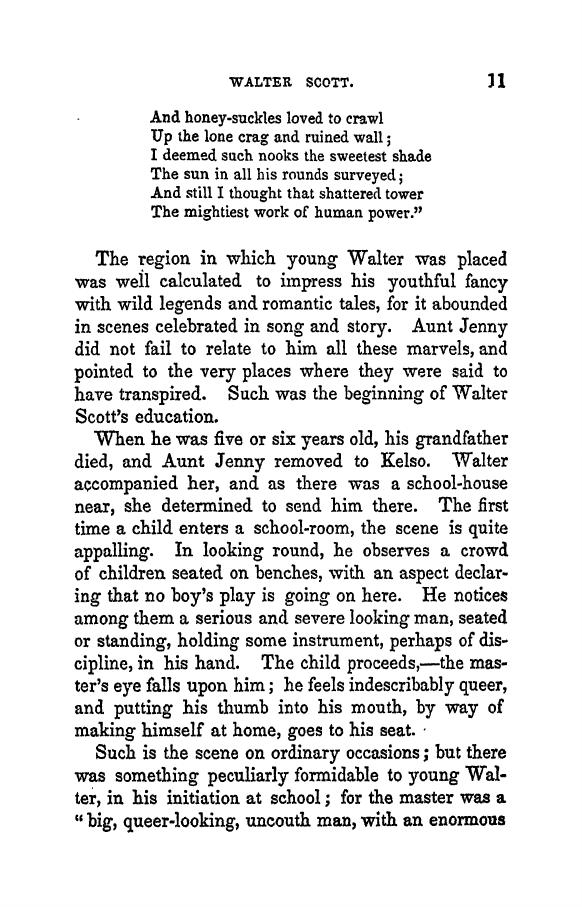 WALTER SCOTT. 11
And honey-suckles loved to crawl
Up the lone crag and ruined wall;
I deemed such nooks the sweetest shade
The sun in all his rounds surveyed;
And still I thought that shattered tower
The mightiest work of human power."
The region in which young Walter was placed
was well calculated to impress his youthful fancy
with wild legends and romantic tales, for it abounded
in scenes celebrated in song and story. Aunt Jenny
did not fail to relate to him all these marvels, and
pointed to the very places where they were said to
have transpired. Such was the beginning of Walter
Scott's education.
When he was five or six years old, his grandfather
died, and Aunt Jenny removed to Kelso. Walter
accompanied her, and as there was a school-house
near, she determined to send him there. The first
time a child enters a school-room, the scene is quite
appalling. In looking round, he observes a crowd
of children seated on benches, with an aspect declar-
ing that no boy's play is going on here. He notices
among them a serious and severe looking man, seated
or standing, holding some instrument, perhaps of dis-
cipline, in his hand. The child proceeds,—the mas-
ter's eye falls upon him; he feels indescribably queer,
and putting his thumb into his mouth, by way of
making himself at home, goes to his seat.
Such is the scene on ordinary occasions; but there
was something peculiarly formidable to young Wal-
ter, in his initiation at school; for the master was a
"big, queer-looking, uncouth man, with an enormous